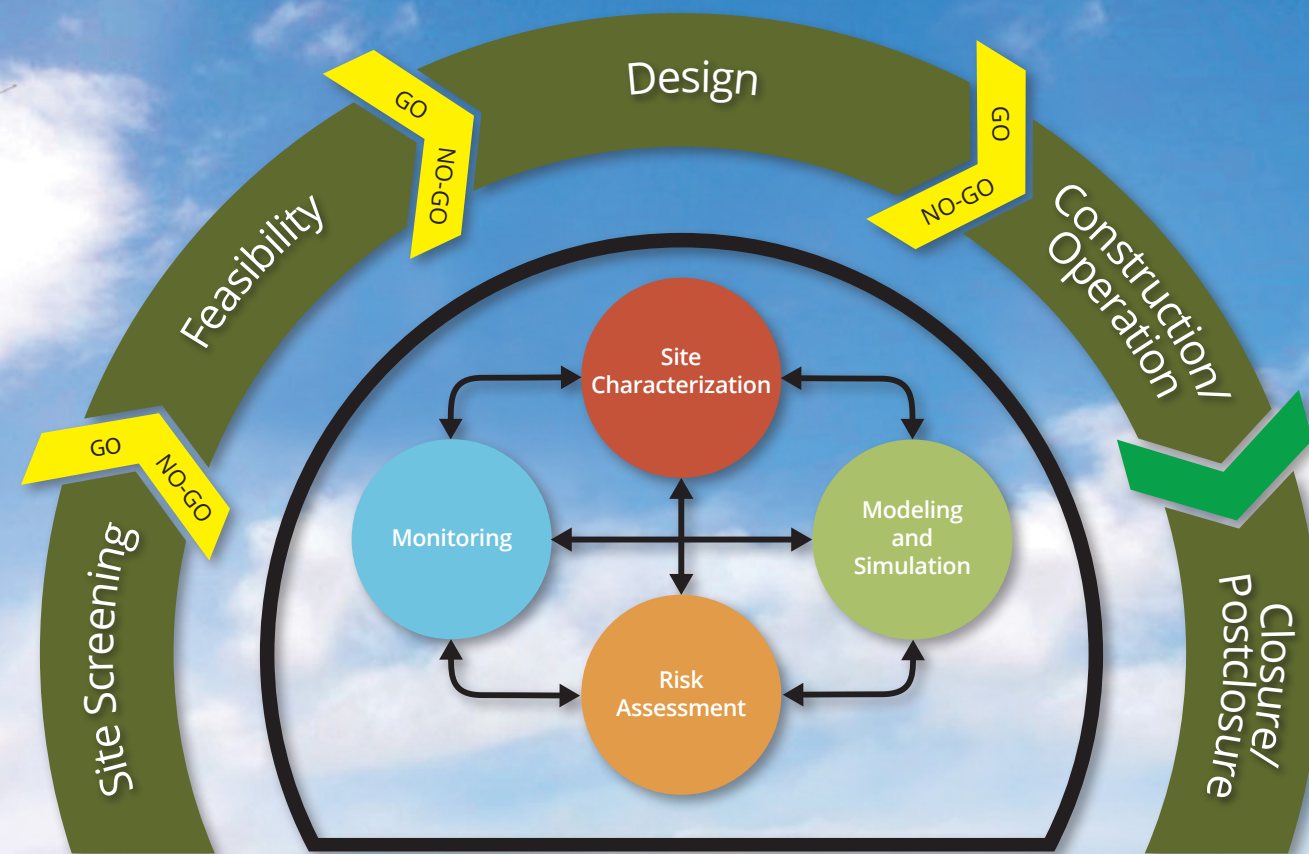 Site Screening
GO
NO-GO
Feasibility
GO
NO-GO
Design
GO
NO-GO
Construction/
Operation
Closure/
Postclosure
Site
Characterization
Monitoring
Modeling
and
Simulation
Risk
Assessment